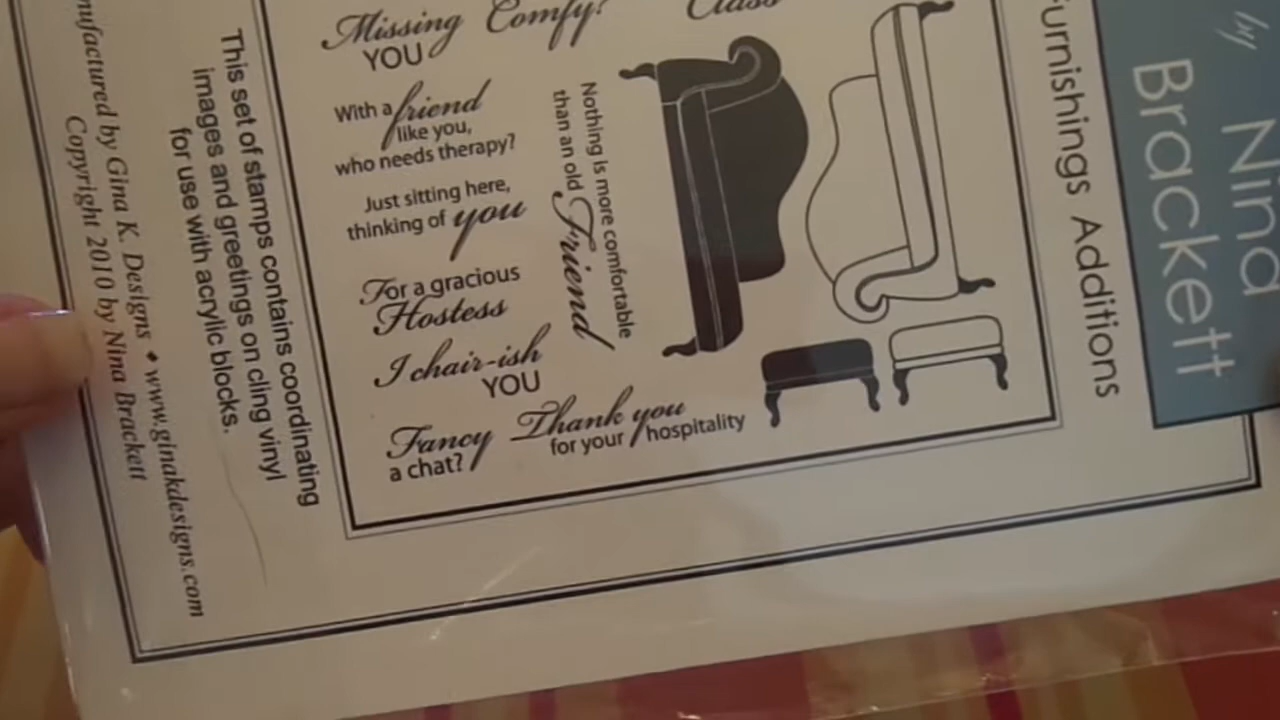 by
Nina
Brackett
Furnishings Additions
Missing
YOU
Comfy?
Class
With a friend
like you,
who needs therapy?
Just sitting here,
thinking of you
For a gracious
Hostess
I chair-ish
YOU
Fancy
a chat?
Thank you
for your hospitality
Nothing is more comfortable
than an old
Friend
This set of stamps contains coordinating
images and greetings on cling vinyl
for use with acrylic blocks.
by Gina K. Designs ♦ www.ginakdesigns.com
Copyright 2010 by Nina Brackett